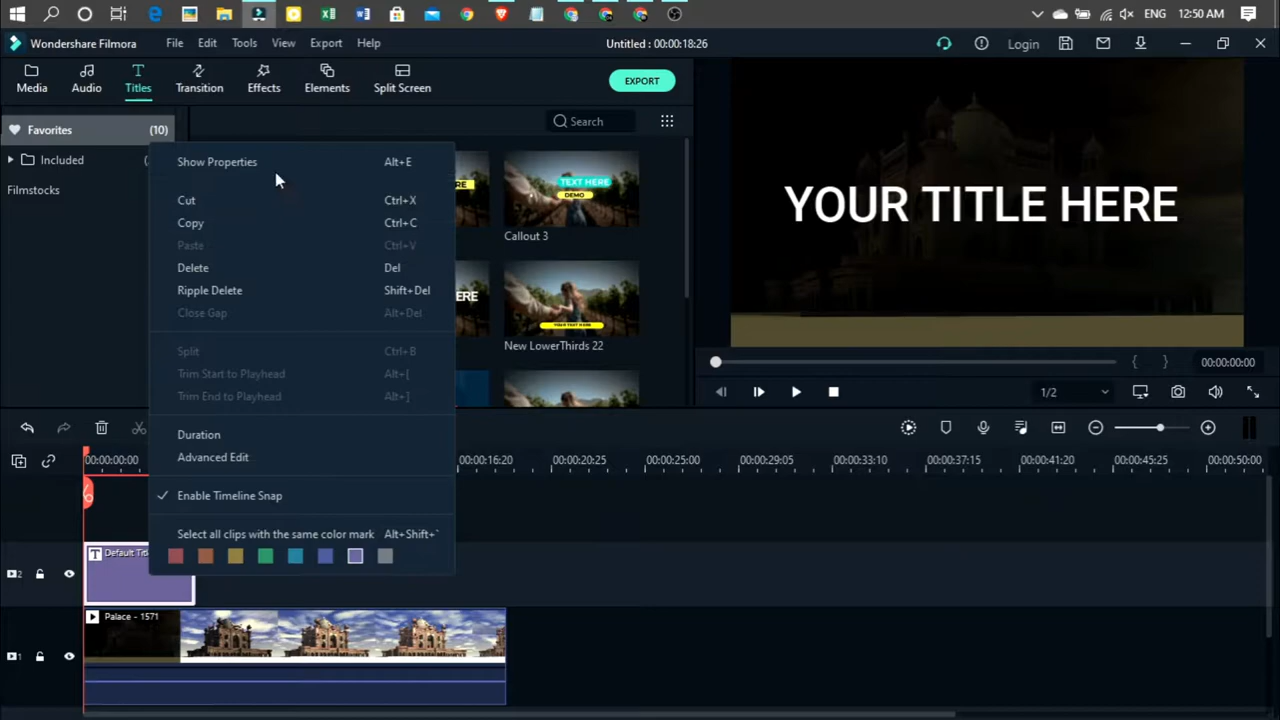 ENG
12:50 AM
Wondershare Filmora
File
Edit
Tools
View
Export
Help
Untitled : 00:00:18:26
Login
Media
Audio
Titles
Transition
Effects
Elements
Split Screen
EXPORT
Favorites
(10)
Included
Filmstocks
Search
Show Properties Alt+E
Cut Ctrl+X
Copy Ctrl+C
Paste Ctrl+V
Delete Del
Ripple Delete Shift+Del
Close Gap Alt+Del
Split Ctrl+B
Trim Start to Playhead Alt+[
Trim End to Playhead Alt+]
Duration
Advanced Edit
Enable Timeline Snap
Select all clips with the same color mark Alt+Shift+`
TEXT HERE
DEMO
Callout 3
YOUR TEXT HERE
New LowerThirds 22
YOUR TITLE HERE
1/2
00:00:00:00
00:00:00:00
00:00:16:20
00:00:20:25
00:00:25:00
00:00:29:05
00:00:33:10
00:00:37:15
00:00:41:20
00:00:45:25
00:00:50:00
2
T Default Titl
1
Palace - 1571